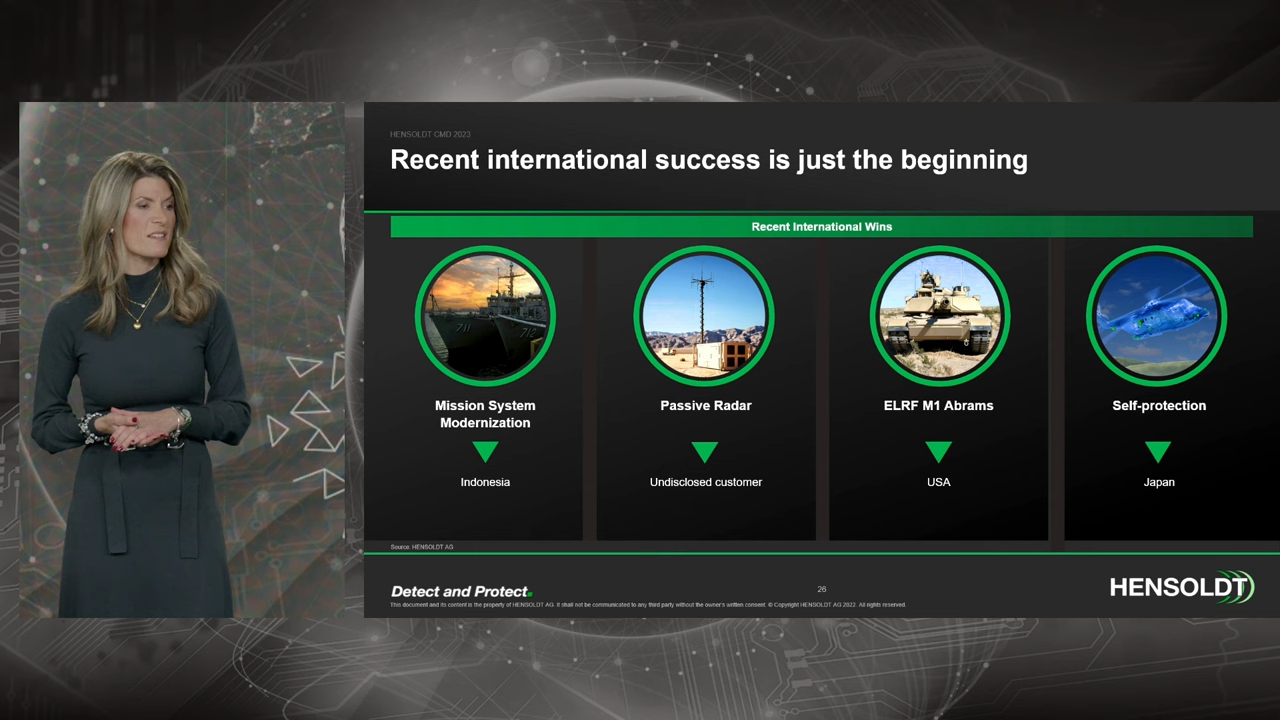 HENSOLDT CMD 2023
Recent international success is just the beginning
Recent International Wins
711
712
Mission System
Modernization
Passive Radar
ELRF M1 Abrams
Self-protection
Indonesia
Undisclosed customer
USA
Japan
Source: HENSOLDT AG
Detect and Protect.
26
HENSOLDT
This document and its content is the property of HENSOLDT AG. It shall not be communicated to any third party without the owner's written consent. © Copyright HENSOLDT AG 2022. All rights reserved.